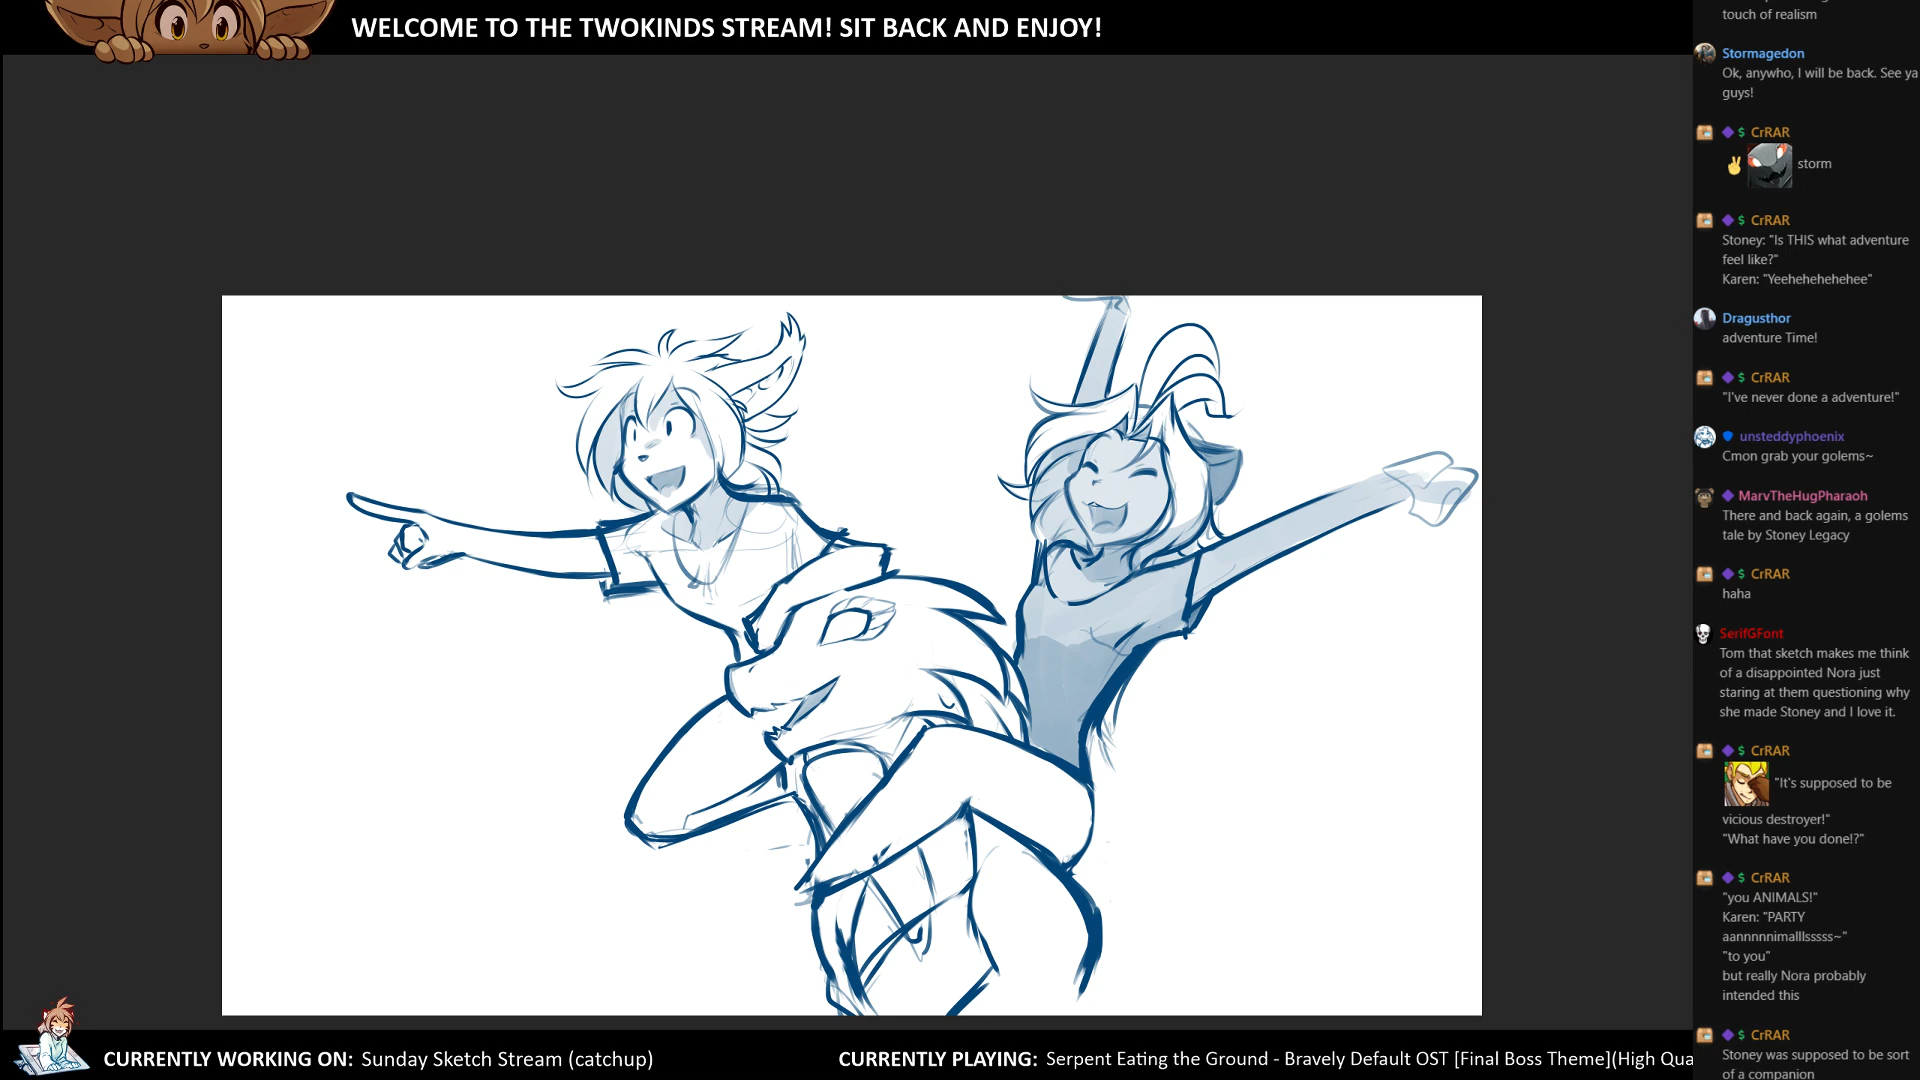 WELCOME TO THE TWOKINDS STREAM! SIT BACK AND ENJOY!
touch of realism
Stormagedon
Ok, anywho, I will be back. See ya
guys!
$ CrRAR
storm
$ CrRAR
Stoney: "Is THIS what adventure
feel like?"
Karen: "Yeehehehehehee"
Dragusthor
adventure Time!
$ CrRAR
"I've never done a adventure!"
unsteddyphoenix
Cmon grab your golems~
MarvTheHugPharaoh
There and back again, a golems
tale by Stoney Legacy
$ CrRAR
haha
SerifGFont
Tom that sketch makes me think
of a disappointed Nora just
staring at them questioning why
she made Stoney and I love it.
$ CrRAR
"It's supposed to be
vicious destroyer!"
"What have you done!?"
$ CrRAR
"you ANIMALS!"
Karen: "PARTY
aannnnnimalllsssss~"
"to you"
but really Nora probably
intended this
$ CrRAR
Stoney was supposed to be sort
of a companion
CURRENTLY WORKING ON: Sunday Sketch Stream (catchup)
CURRENTLY PLAYING: Serpent Eating the Ground - Bravely Default OST [Final Boss Theme](High Qua